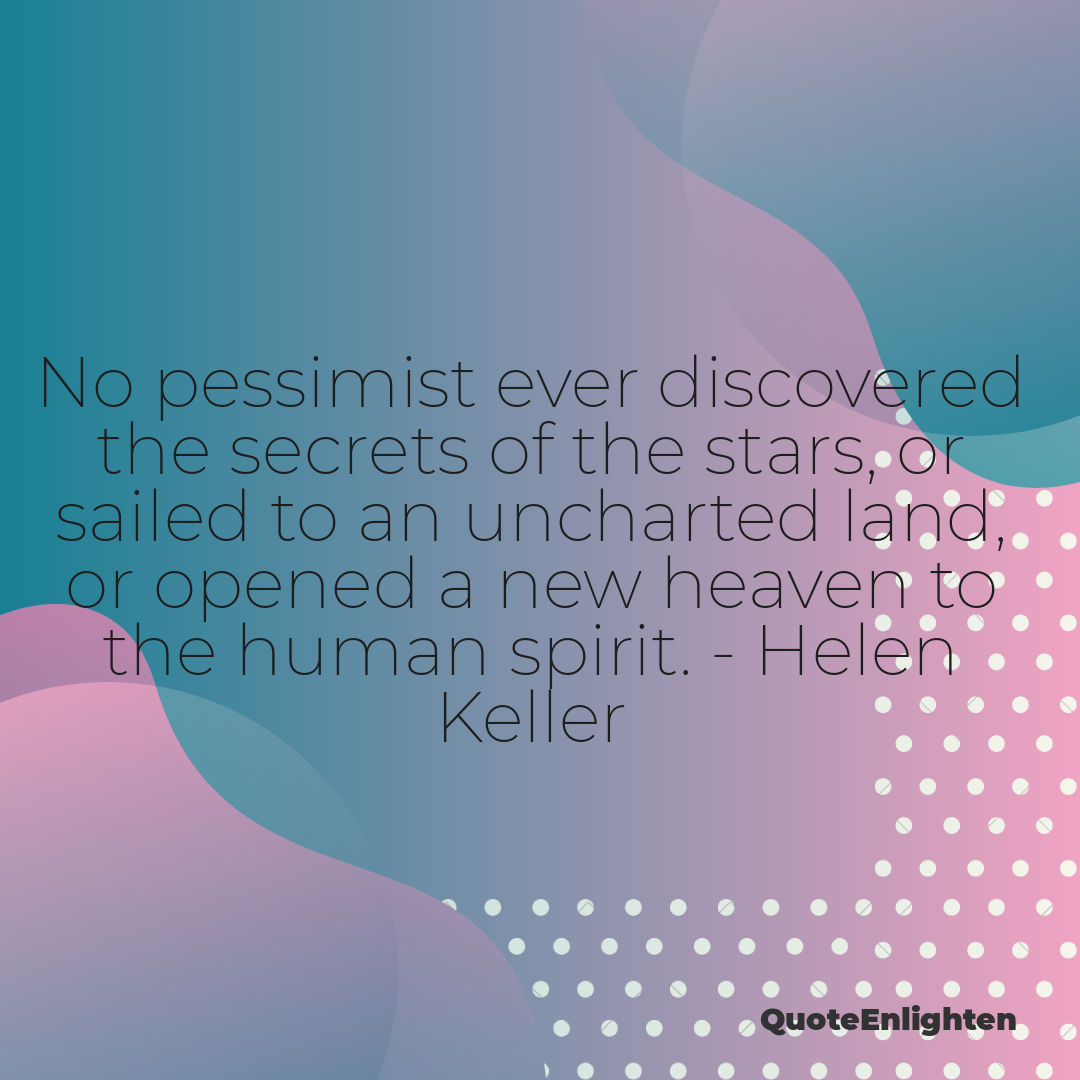 No pessimist ever discovered
the secrets of the stars, or
sailed to an uncharted land,
or opened a new heaven to
the human spirit. - Helen
Keller
QuoteEnlighten